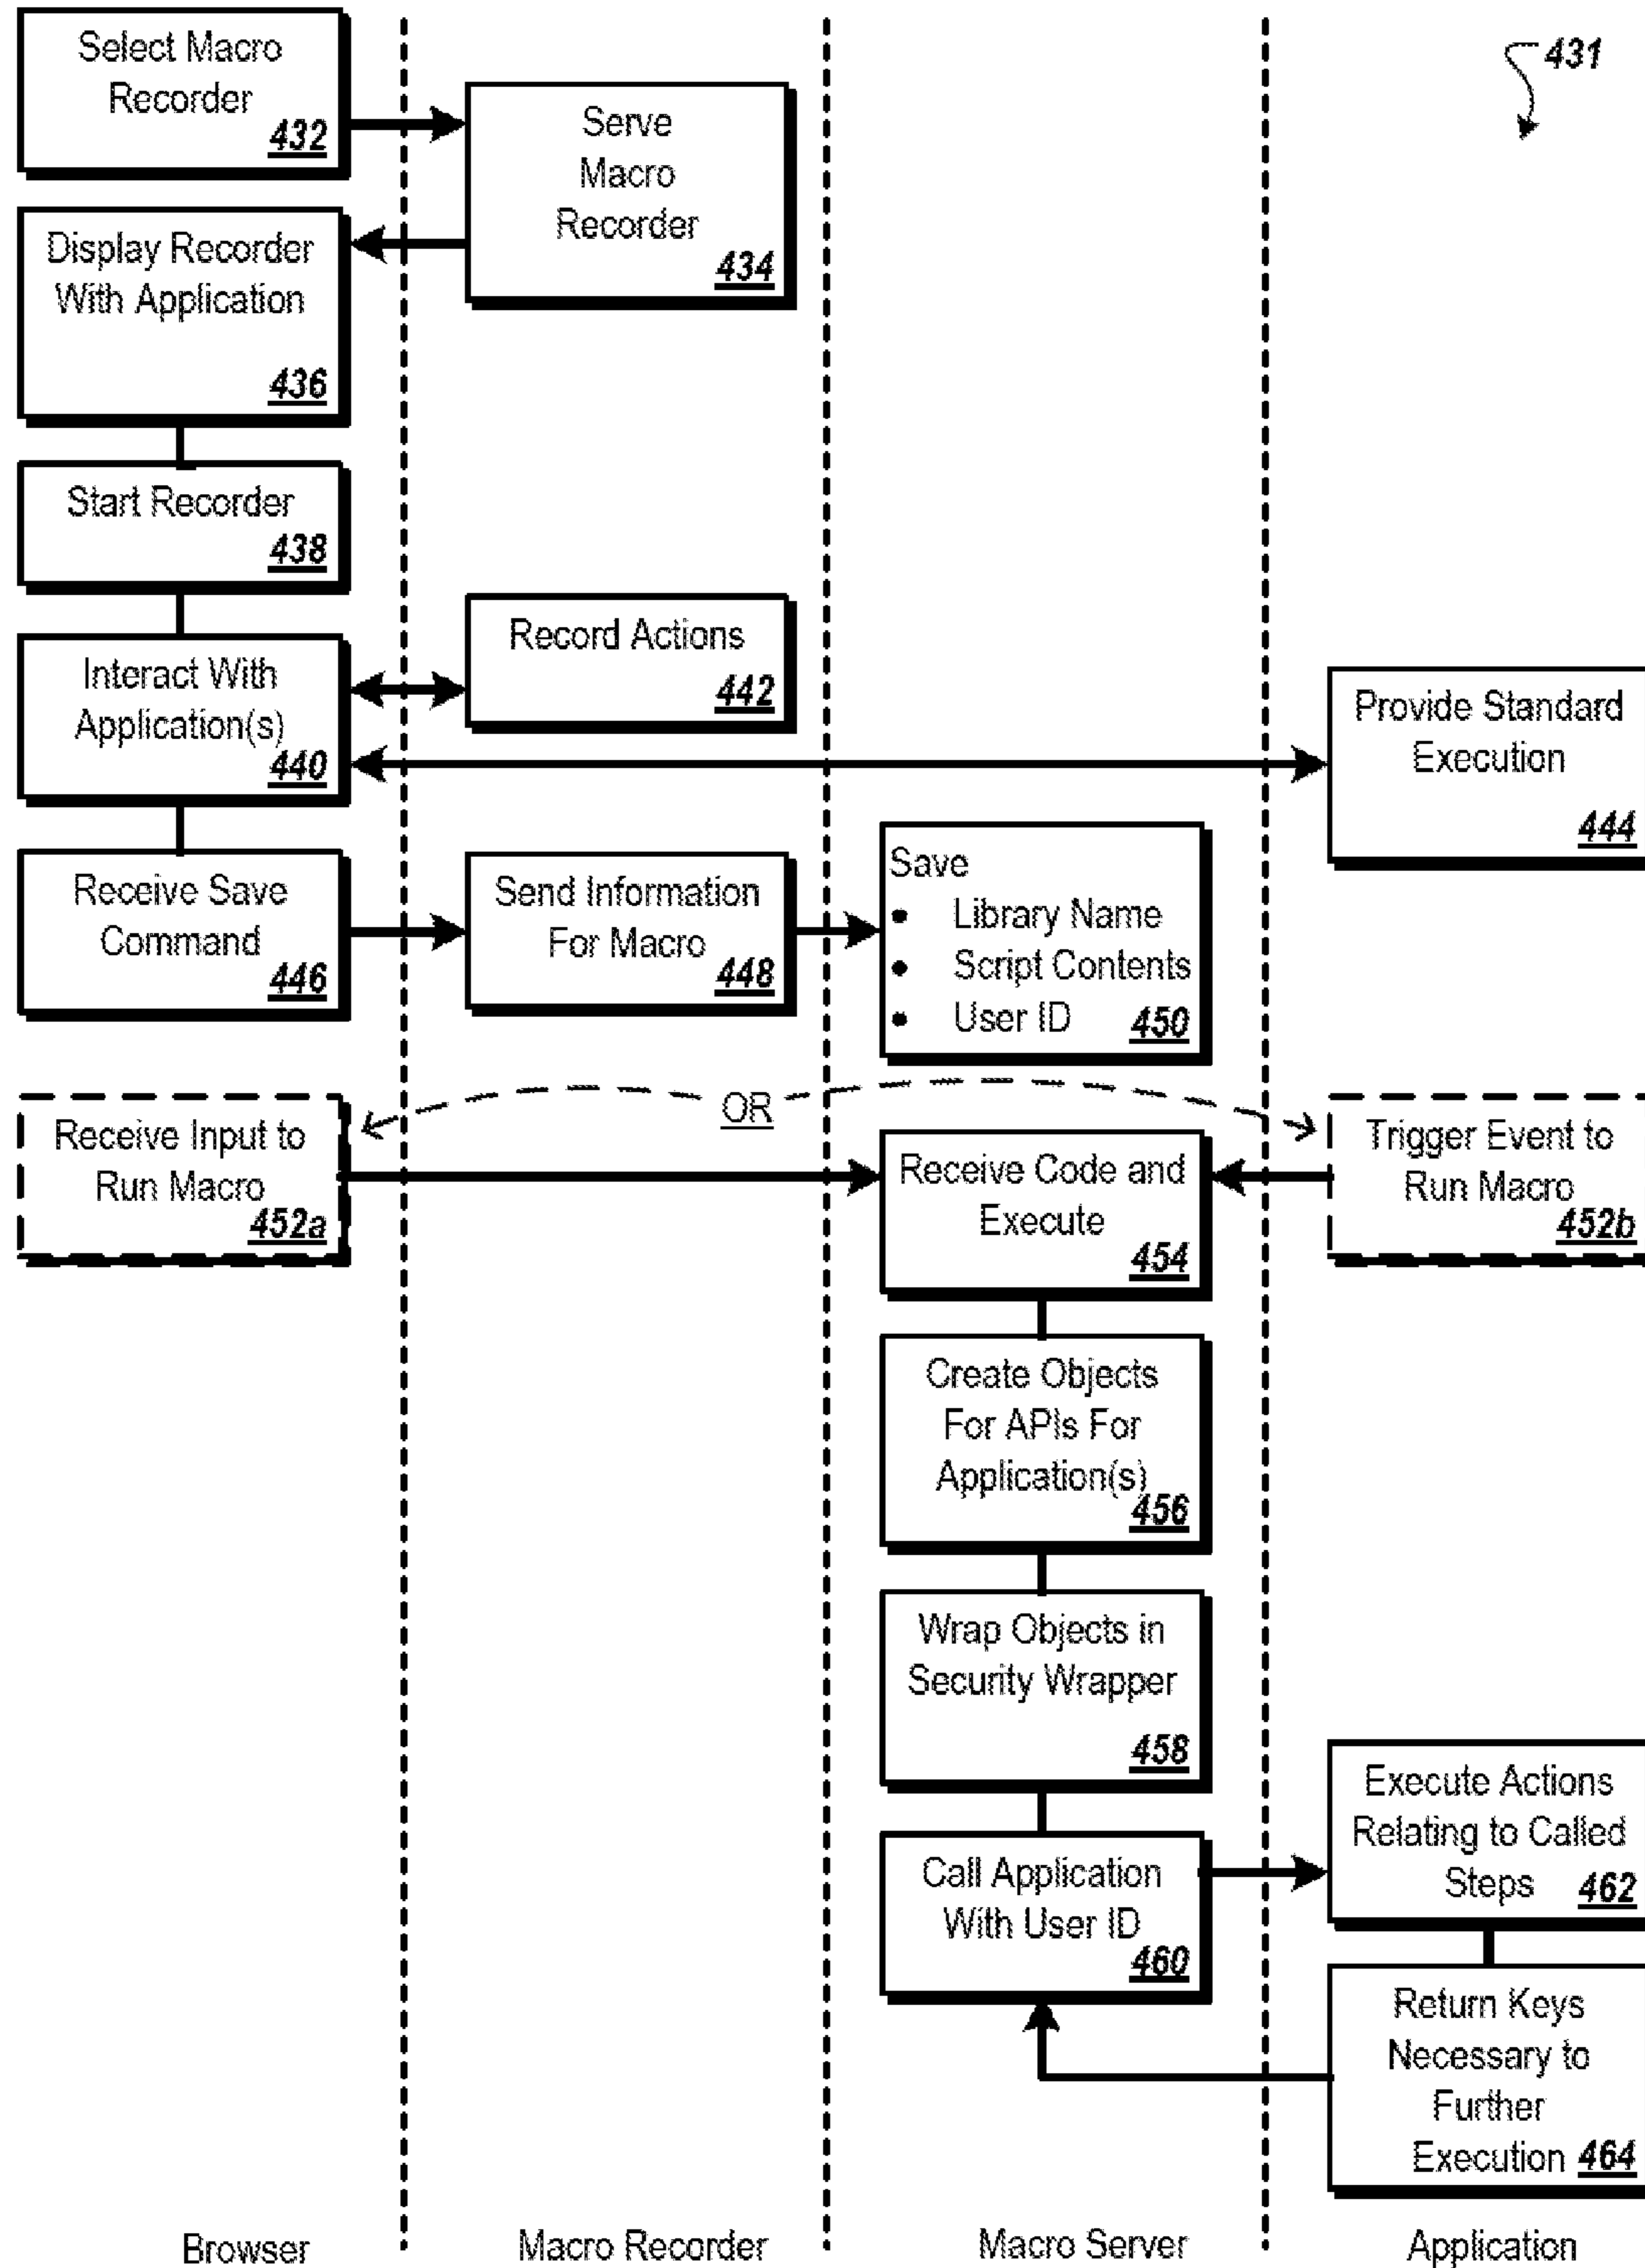 Select Macro
Recorder
432
431
Serve
Macro
Recorder
434
Display Recorder
With Application
436
Start Recorder
438
Record Actions
442
Interact With
Application(s)
440
Provide Standard
Execution
444
Receive Save
Command
446
Send Information
For Macro
448
Save
• Library Name
• Script Contents
• User ID
450
OR
Receive Input to
Run Macro
452a
Receive Code and
Execute
454
Trigger Event to
Run Macro
452b
Create Objects
For APIs For
Application(s)
456
Wrap Objects in
Security Wrapper
458
Call Application
With User ID
460
Execute Actions
Relating to Called
Steps 462
Return Keys
Necessary to
Further
Execution 464
Browser
Macro Recorder
Macro Server
Application